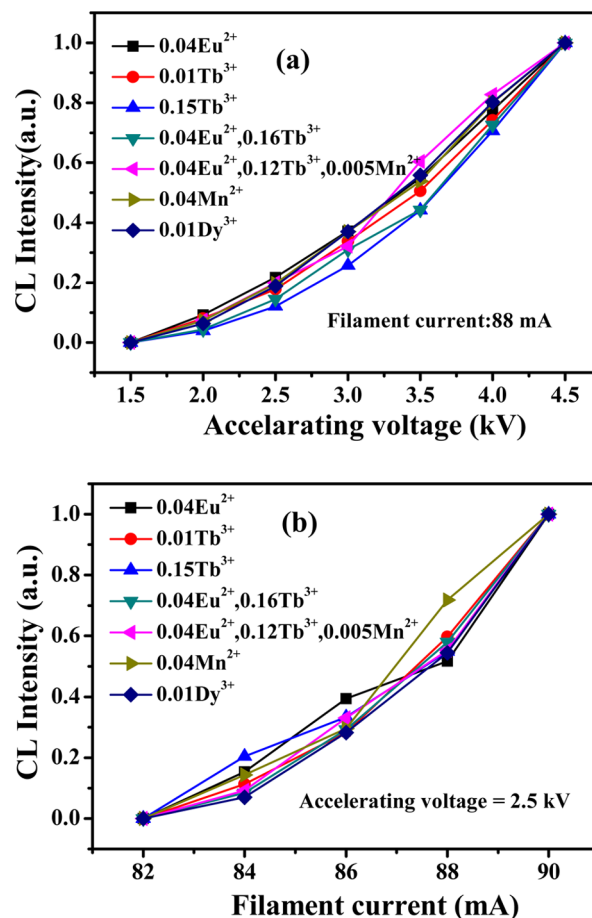 (a)
0.04Eu²⁺
0.01Tb³⁺
0.15Tb³⁺
0.04Eu²⁺,0.16Tb³⁺
0.04Eu²⁺,0.12Tb³⁺,0.005Mn²⁺
0.04Mn²⁺
0.01Dy³⁺
Filament current:88 mA
CL Intensity(a.u.)
1.0
0.8
0.6
0.4
0.2
0.0
1.5 2.0 2.5 3.0 3.5 4.0 4.5
Accelarating voltage (kV)
(b)
0.04Eu²⁺
0.01Tb³⁺
0.15Tb³⁺
0.04Eu²⁺,0.16Tb³⁺
0.04Eu²⁺,0.12Tb³⁺,0.005Mn²⁺
0.04Mn²⁺
0.01Dy³⁺
Accelerating voltage = 2.5 kV
CL Intensity (a.u.)
1.0
0.8
0.6
0.4
0.2
0.0
82 84 86 88 90
Filament current (mA)